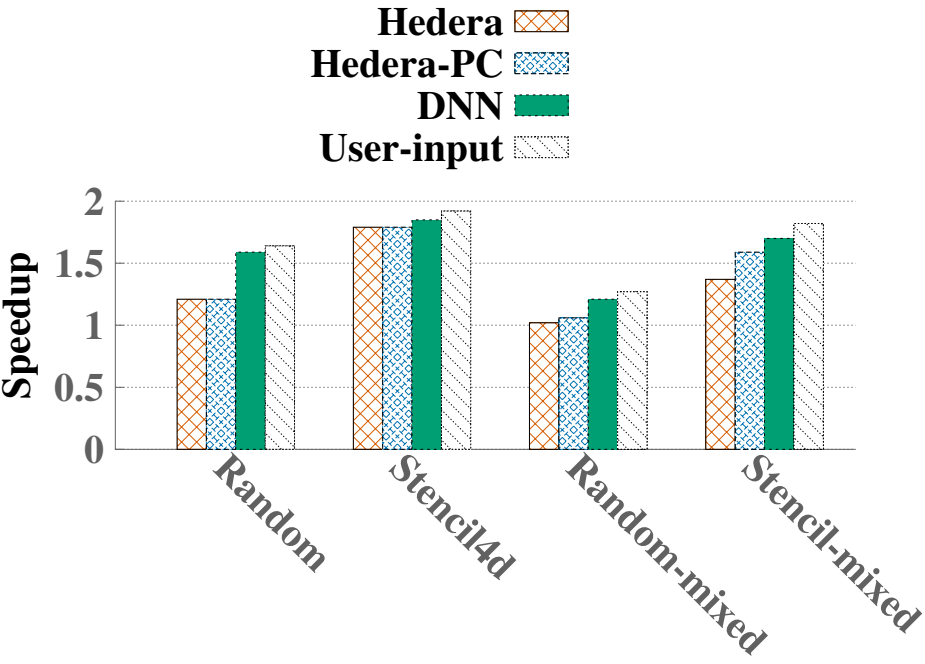 Hedera
Hedera-PC
DNN
User-input
2
1.5
1
0.5
0
Speedup
Random
Stencil4d
Random-mixed
Stencil-mixed